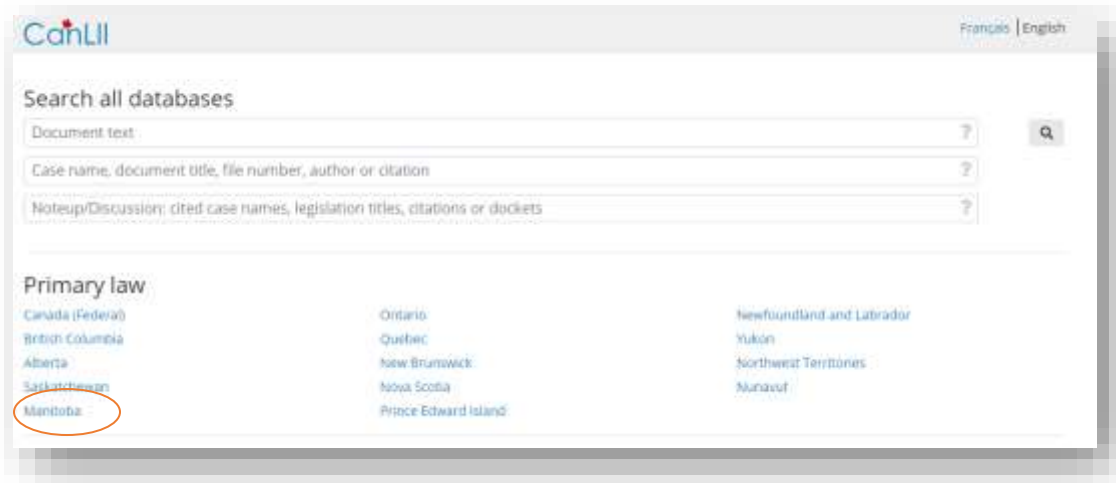 CanLII
Français | English
Search all databases
Document text ?
Case name, document title, file number, author or citation ?
Noteup/Discussion: cited case names, legislation titles, citations or dockets ?
Primary law
Canada (Federal) Ontario Newfoundland and Labrador
British Columbia Quebec Yukon
Alberta New Brunswick Northwest Territories
Saskatchewan Nova Scotia Nunavut
Manitoba Prince Edward Island